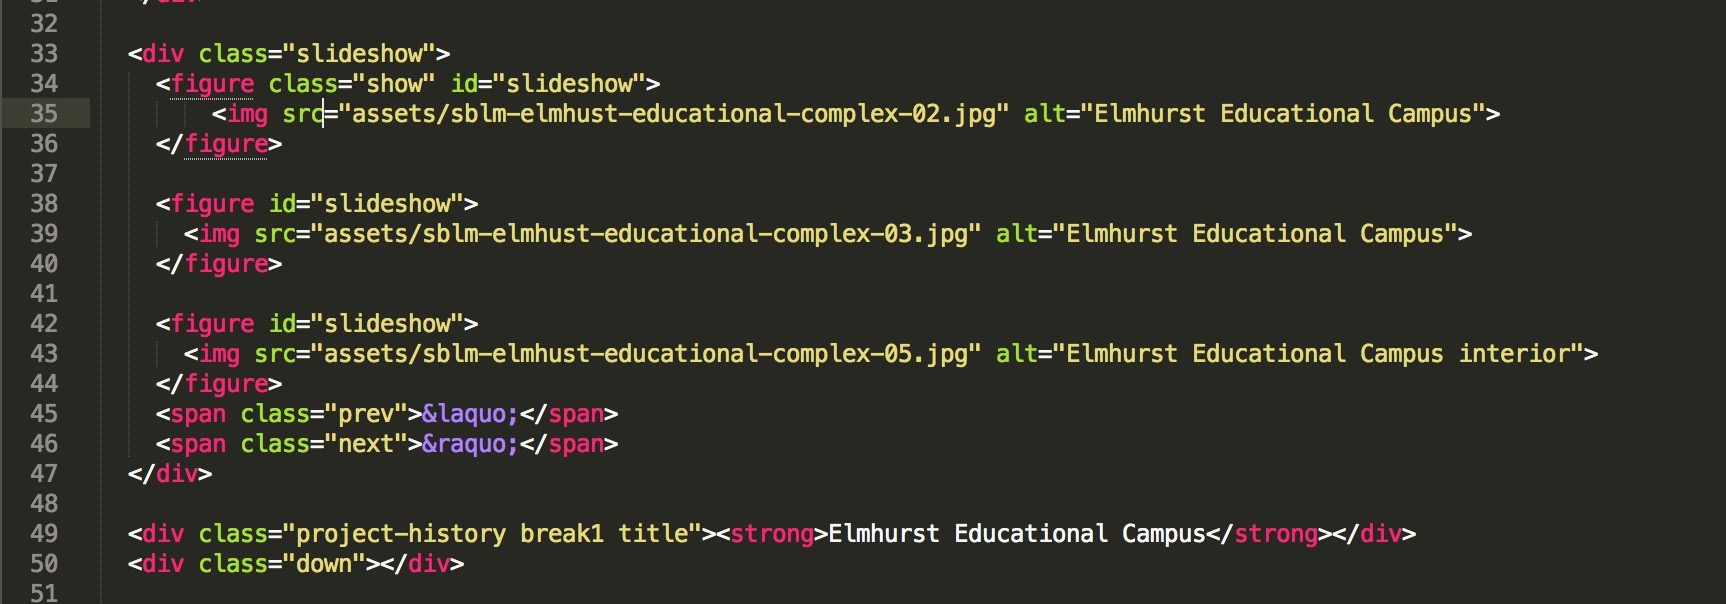 32
33 <div class="slideshow">
34 <figure class="show" id="slideshow">
35 <img src="assets/sblm-elmhust-educational-complex-02.jpg" alt="Elmhurst Educational Campus">
36 </figure>
37
38 <figure id="slideshow">
39 <img src="assets/sblm-elmhust-educational-complex-03.jpg" alt="Elmhurst Educational Campus">
40 </figure>
41
42 <figure id="slideshow">
43 <img src="assets/sblm-elmhust-educational-complex-05.jpg" alt="Elmhurst Educational Campus interior">
44 </figure>
45 <span class="prev">&laquo;</span>
46 <span class="next">&raquo;</span>
47 </div>
48
49 <div class="project-history break1 title"><strong>Elmhurst Educational Campus</strong></div>
50 <div class="down"></div>
51